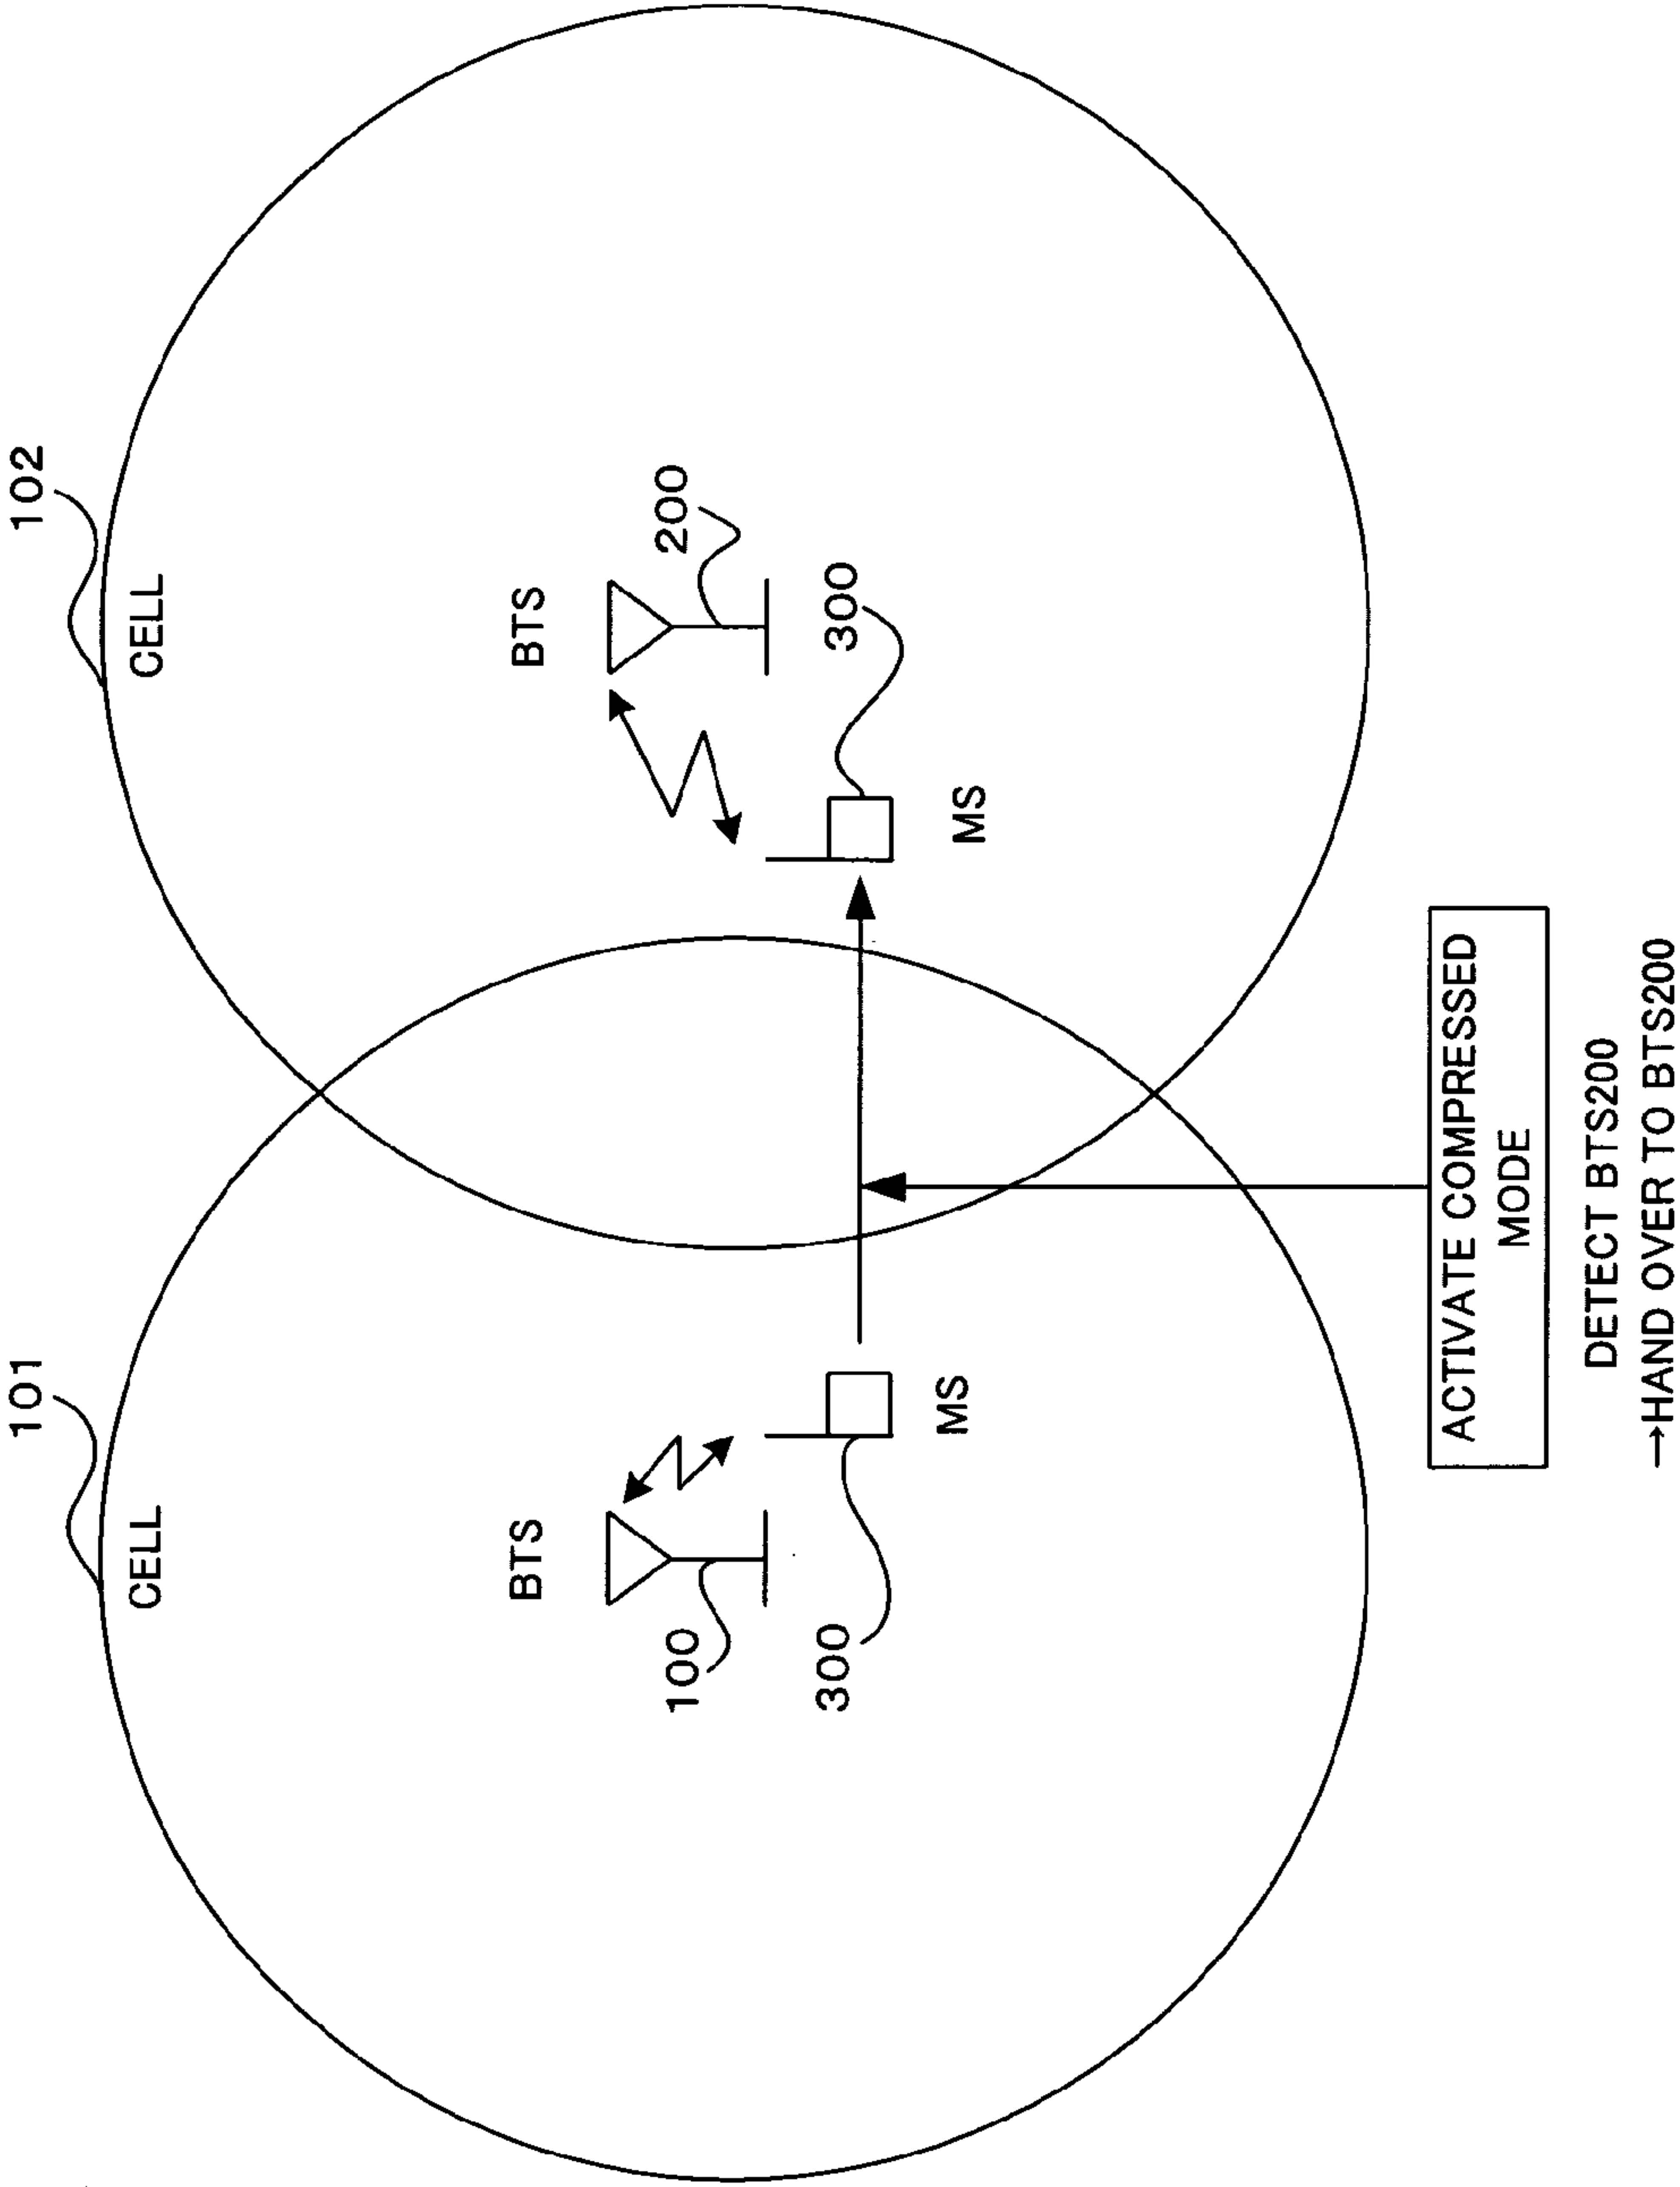 101
102
CELL
CELL
BTS
BTS
100
200
300
300
MS
MS
ACTIVATE COMPRESSED
MODE
DETECT BTS200
→HAND OVER TO BTS200